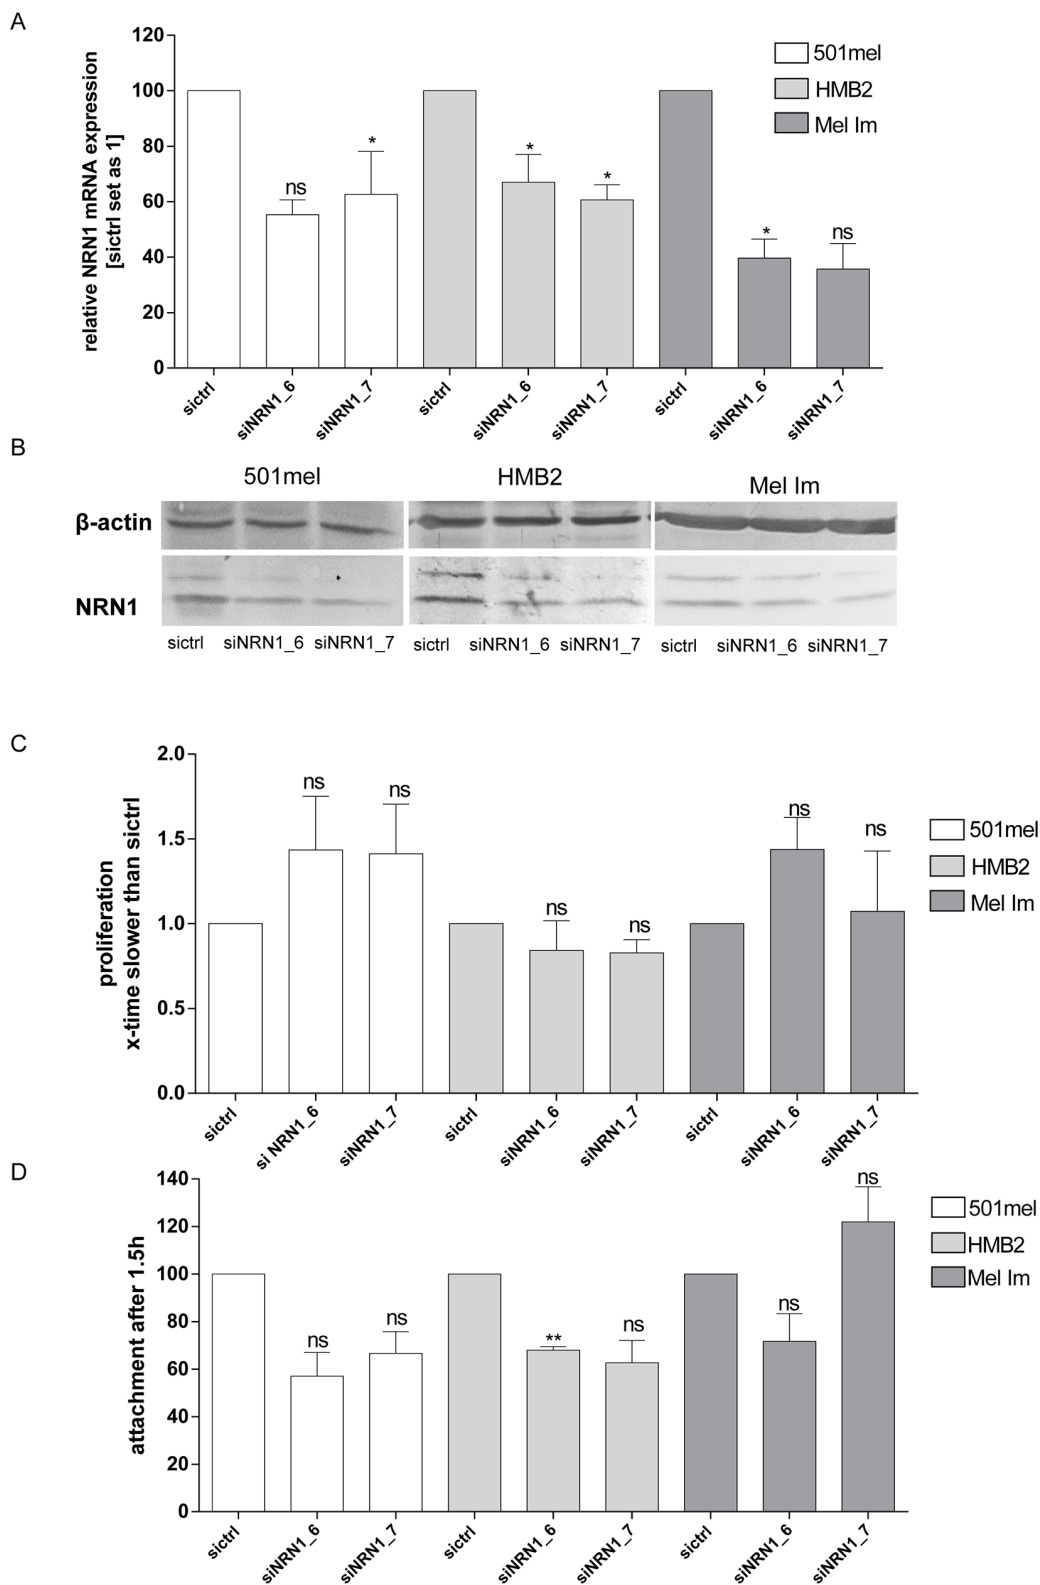 A
relative NRN1 mRNA expression
[sictrl set as 1]
120
100
80
60
40
20
0
ns
*
*
*
*
ns
501mel
HMB2
Mel Im
sictrl
siNRN1_6
siNRN1_7
sictrl
siNRN1_6
siNRN1_7
sictrl
siNRN1_6
siNRN1_7
B
501mel
HMB2
Mel Im
β-actin
NRN1
sictrl siNRN1_6 siNRN1_7 sictrl siNRN1_6 siNRN1_7 sictrl siNRN1_6 siNRN1_7
C
proliferation
x-time slower than sictrl
2.0
1.5
1.0
0.5
0.0
ns
ns
ns
ns
ns
ns
501mel
HMB2
Mel Im
sictrl
si NRN1_6
siNRN1_7
sictrl
siNRN1_6
siNRN1_7
sictrl
siNRN1_6
siNRN1_7
D
attachment after 1.5h
140
120
100
80
60
40
20
0
ns
ns
**
ns
ns
ns
501mel
HMB2
Mel Im
sictrl
siNRN1_6
siNRN1_7
sictrl
siNRN1_6
siNRN1_7
sictrl
siNRN1_6
siNRN1_7